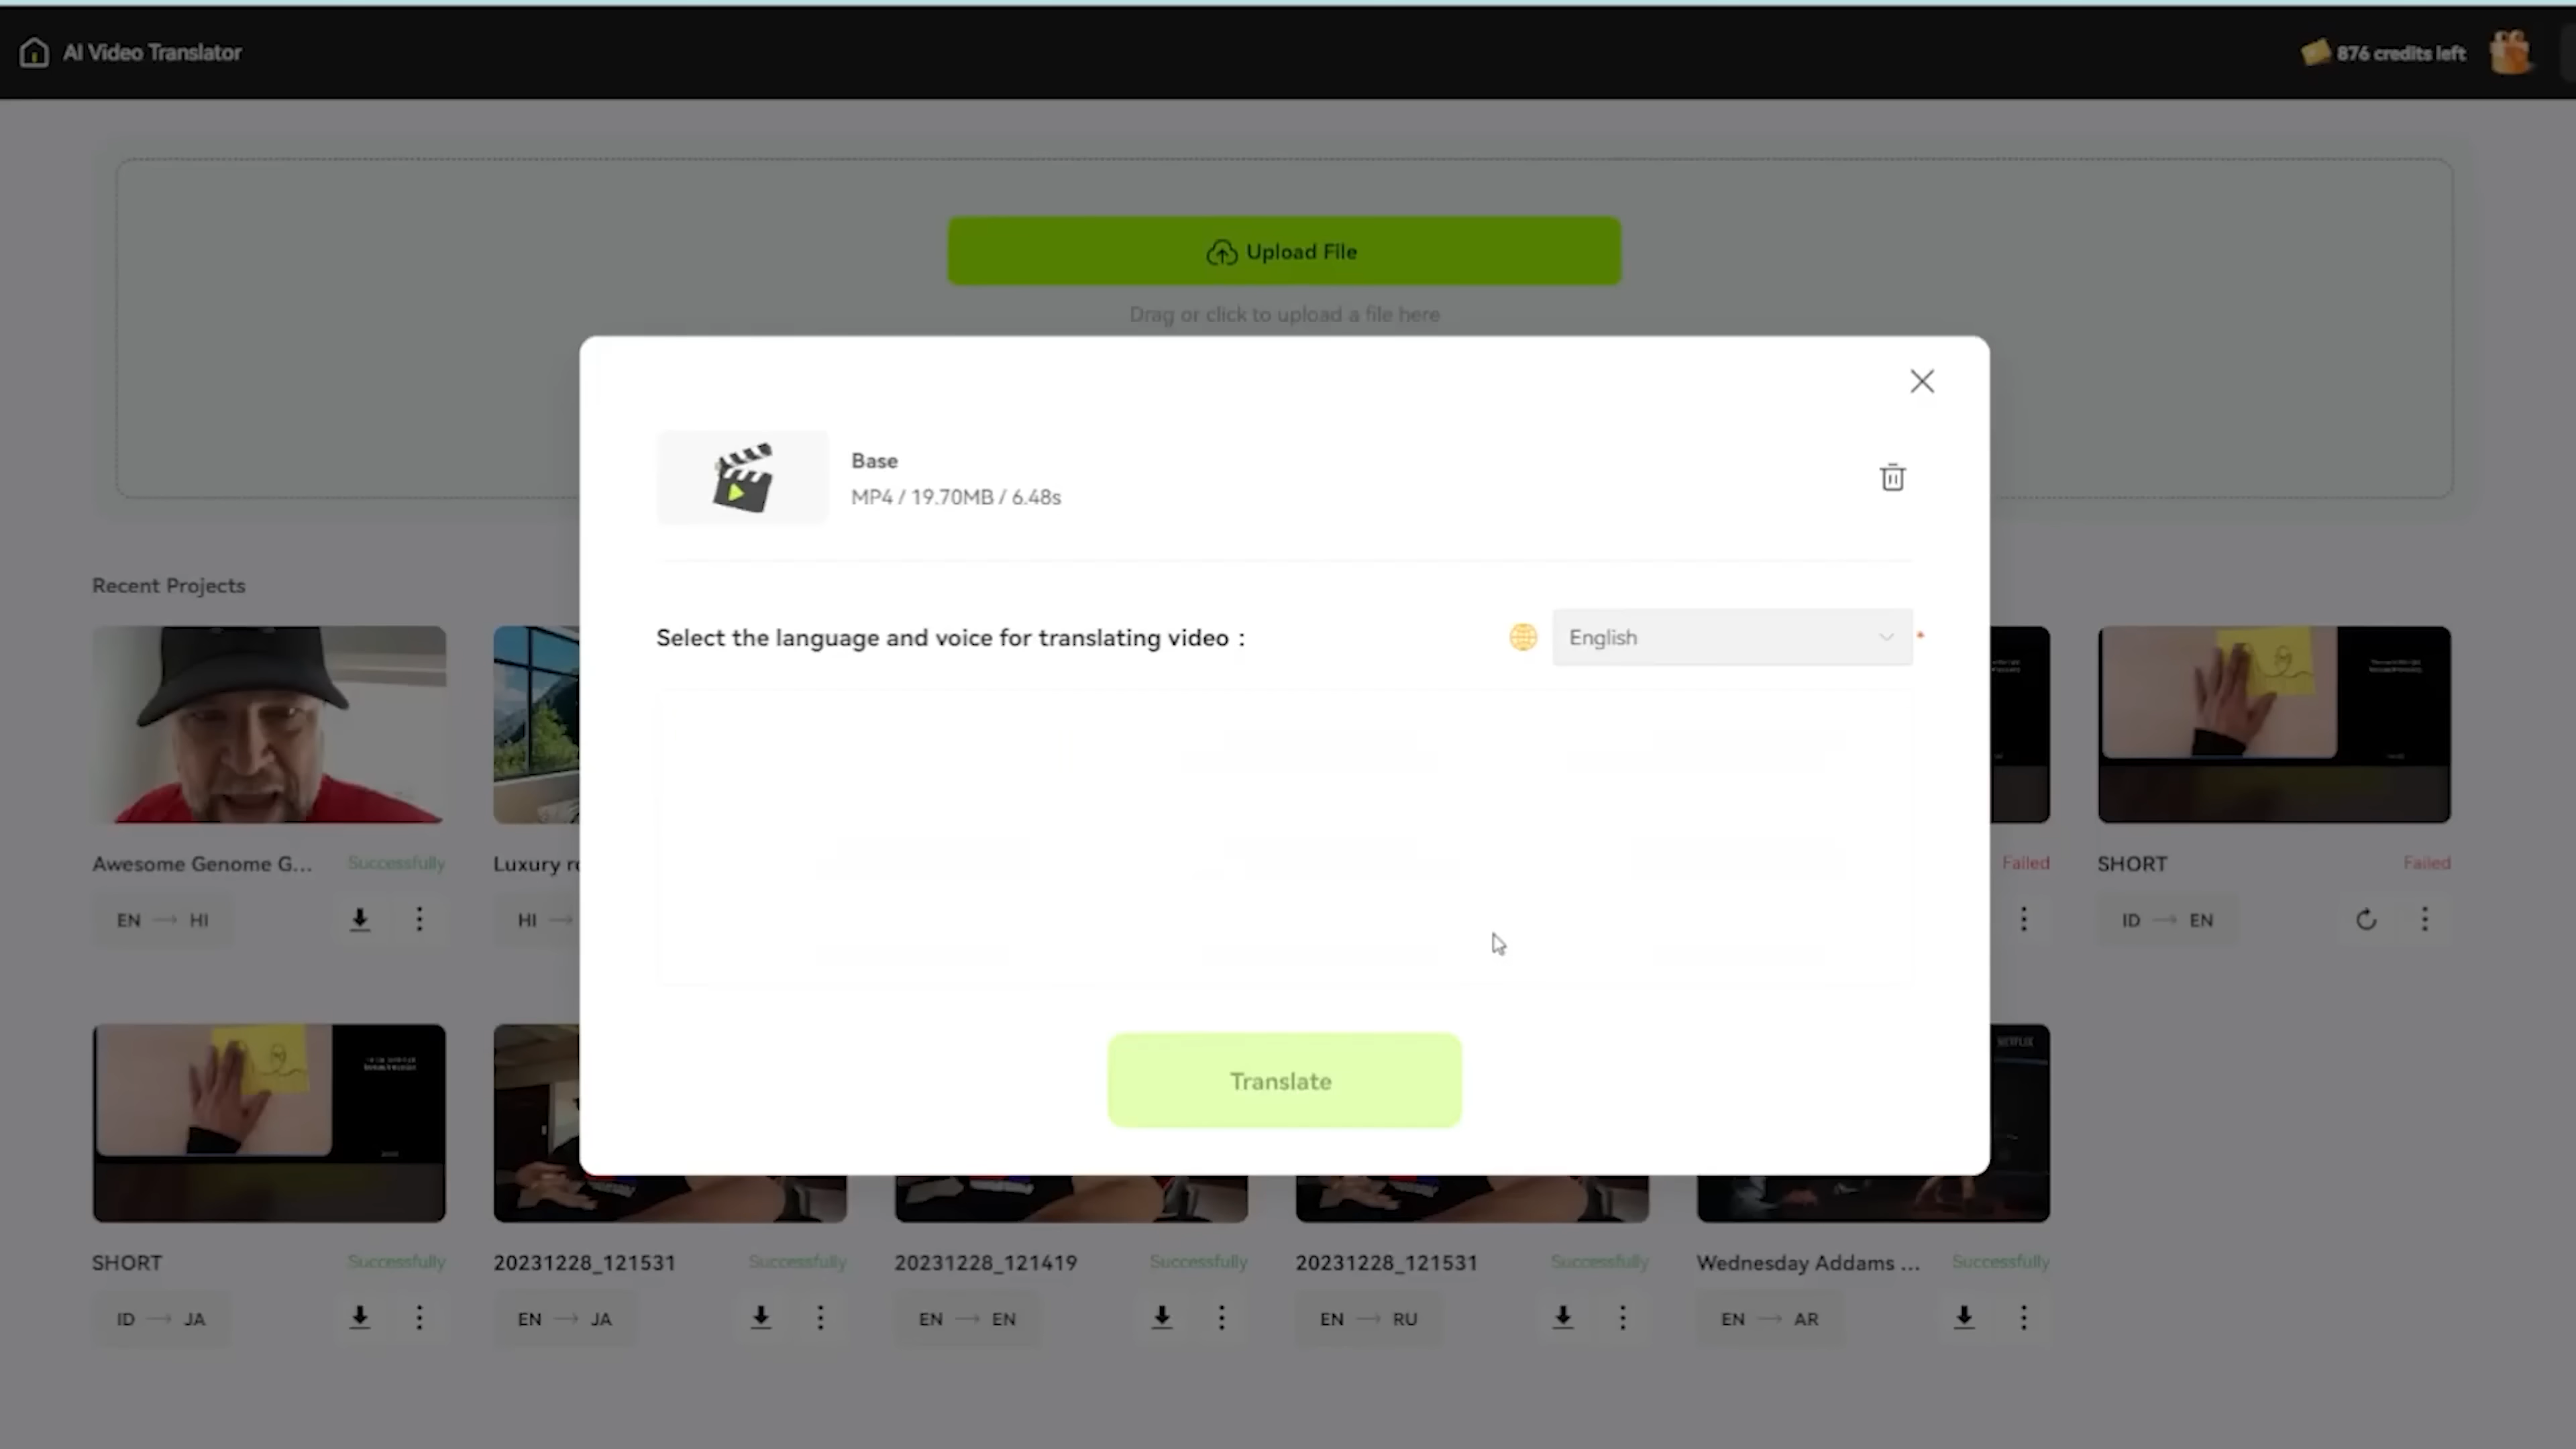 AI Video Translator
876 credits left
Upload File
Drag or click to upload a file here
Base
MP4 / 19.70MB / 6.48s
Select the language and voice for translating video :
English *
Translate
Recent Projects
Awesome Genome G... Successfully
EN → HI
Luxury
HI →
Failed
SHORT Failed
ID → EN
SHORT Successfully
ID → JA
20231228_121531 Successfully
EN → JA
20231228_121419 Successfully
EN → EN
20231228_121531 Successfully
EN → RU
NETFLIX
Wednesday Addams ... Successfully
EN → AR